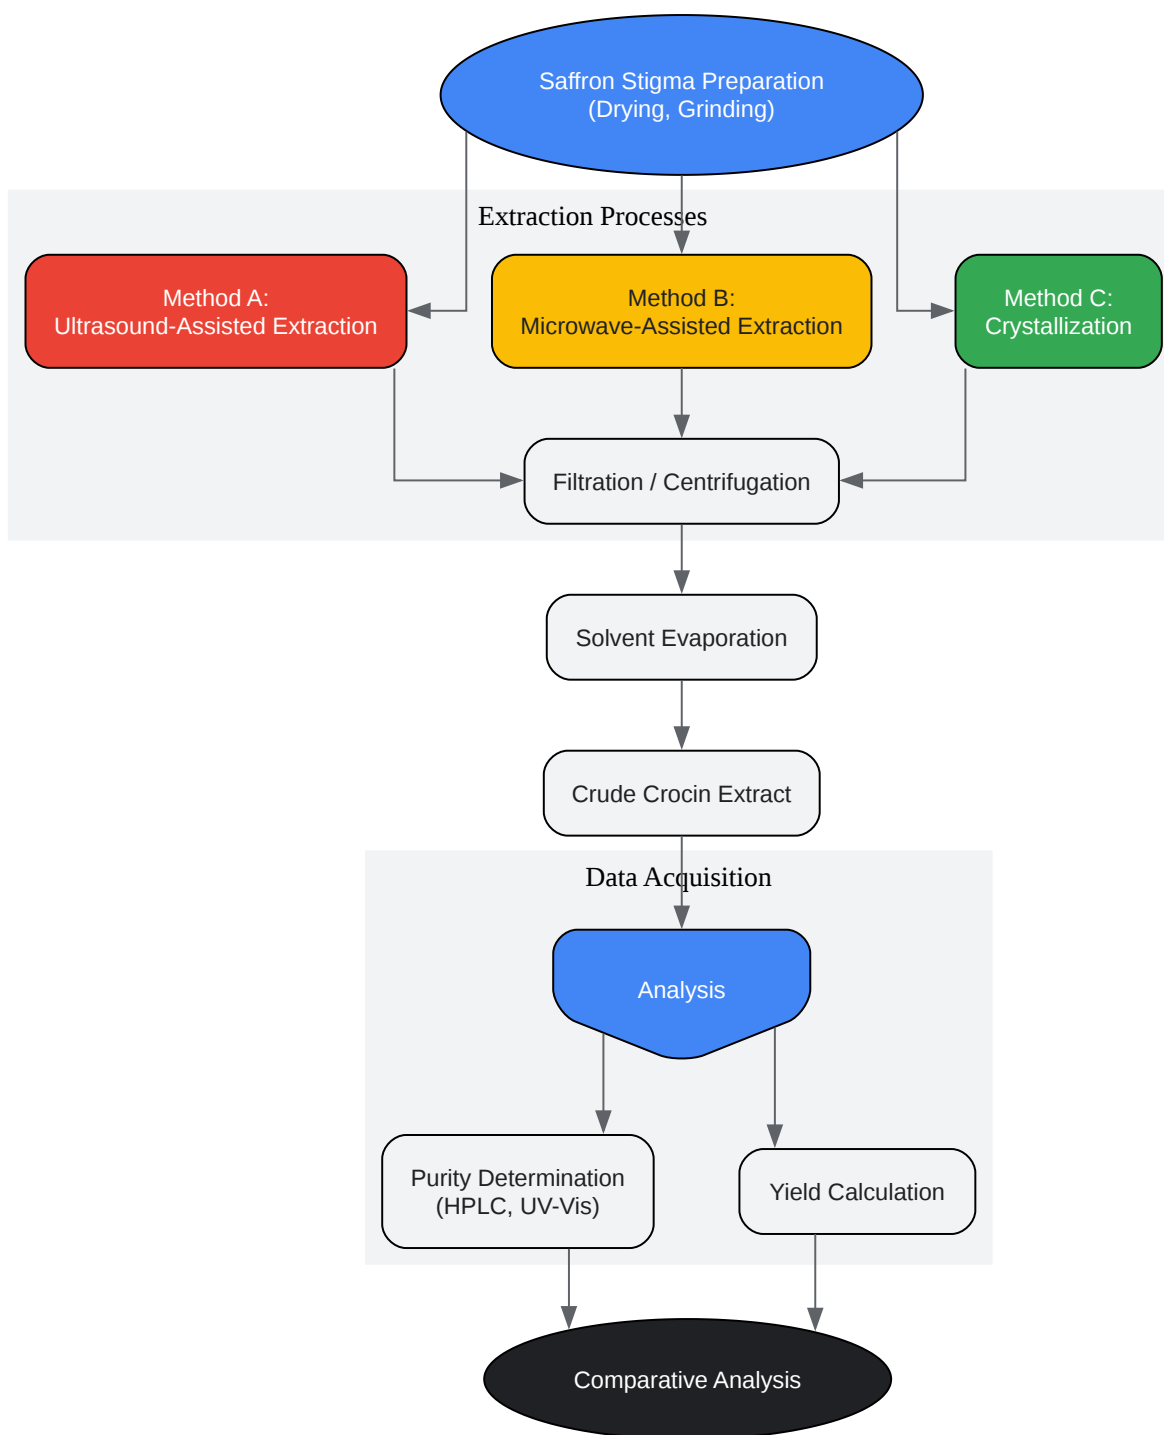 Saffron Stigma Preparation
(Drying, Grinding)
Extraction Processes
Method A:
Ultrasound-Assisted Extraction
Method B:
Microwave-Assisted Extraction
Method C:
Crystallization
Filtration / Centrifugation
Solvent Evaporation
Crude Crocin Extract
Data Acquisition
Analysis
Purity Determination
(HPLC, UV-Vis)
Yield Calculation
Comparative Analysis